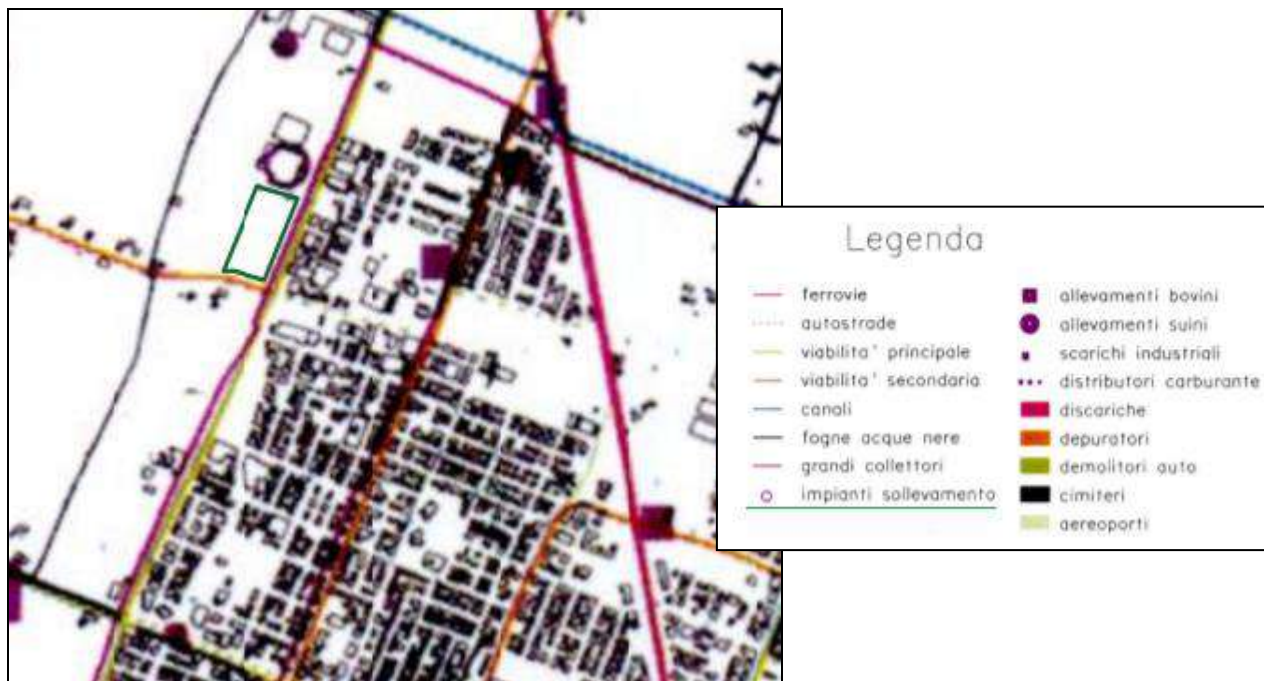 Legenda
ferrovie
autostrade
viabilita' principale
viabilita' secondaria
canali
fogne acque nere
grandi collettori
impianti sollevamento
allevamenti bovini
allevamenti suini
scarichi industriali
distributori carburante
discariche
depuratori
demolitori auto
cimiteri
aereoporti